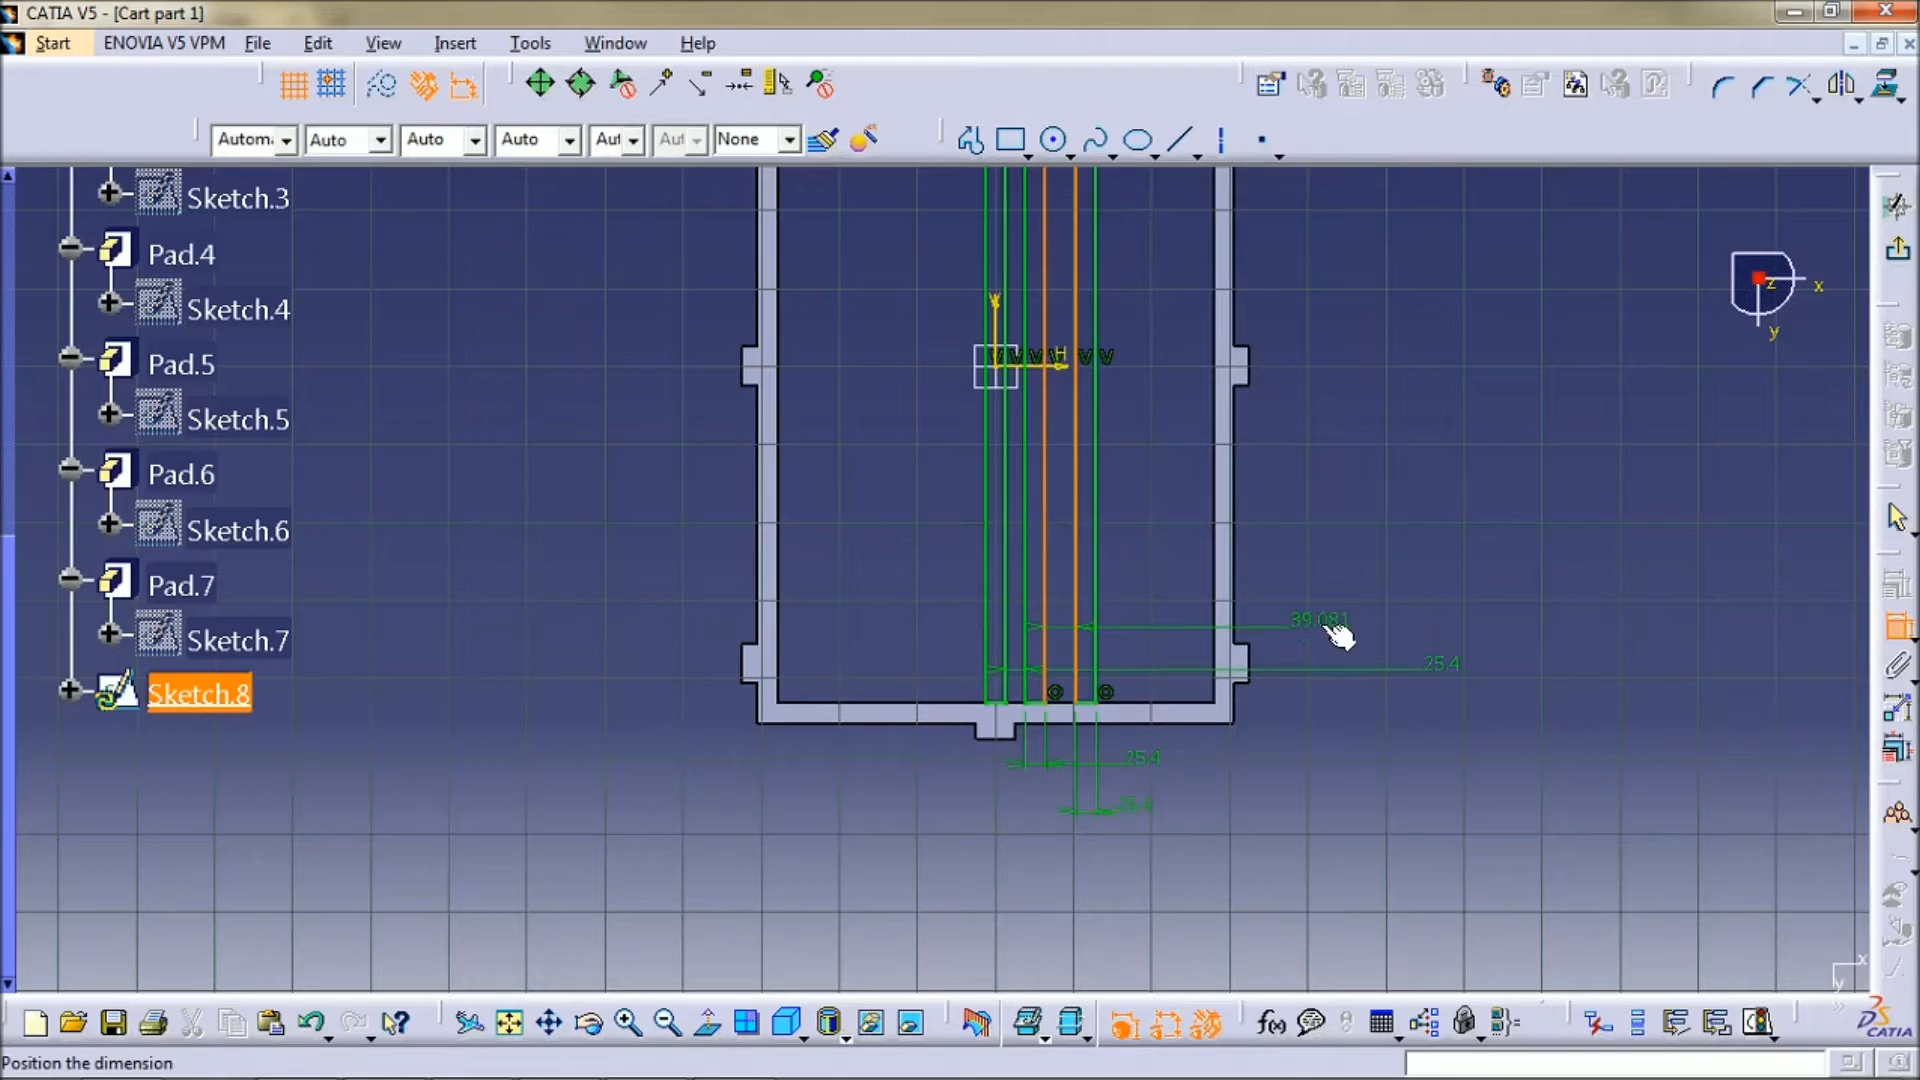 CATIA V5 - [Cart part 1]
Start ENOVIA V5 VPM File Edit View Insert Tools Window Help
Autom Auto Auto Auto Aut Aut None
Sketch.3
Pad.4
Sketch.4
Pad.5
Sketch.5
Pad.6
Sketch.6
Pad.7
Sketch.7
Sketch.8
V
H
V V V V V V
z x
y
39.081
25.4
25.4
25.4
x
y
f(x)
CATIA
Position the dimension